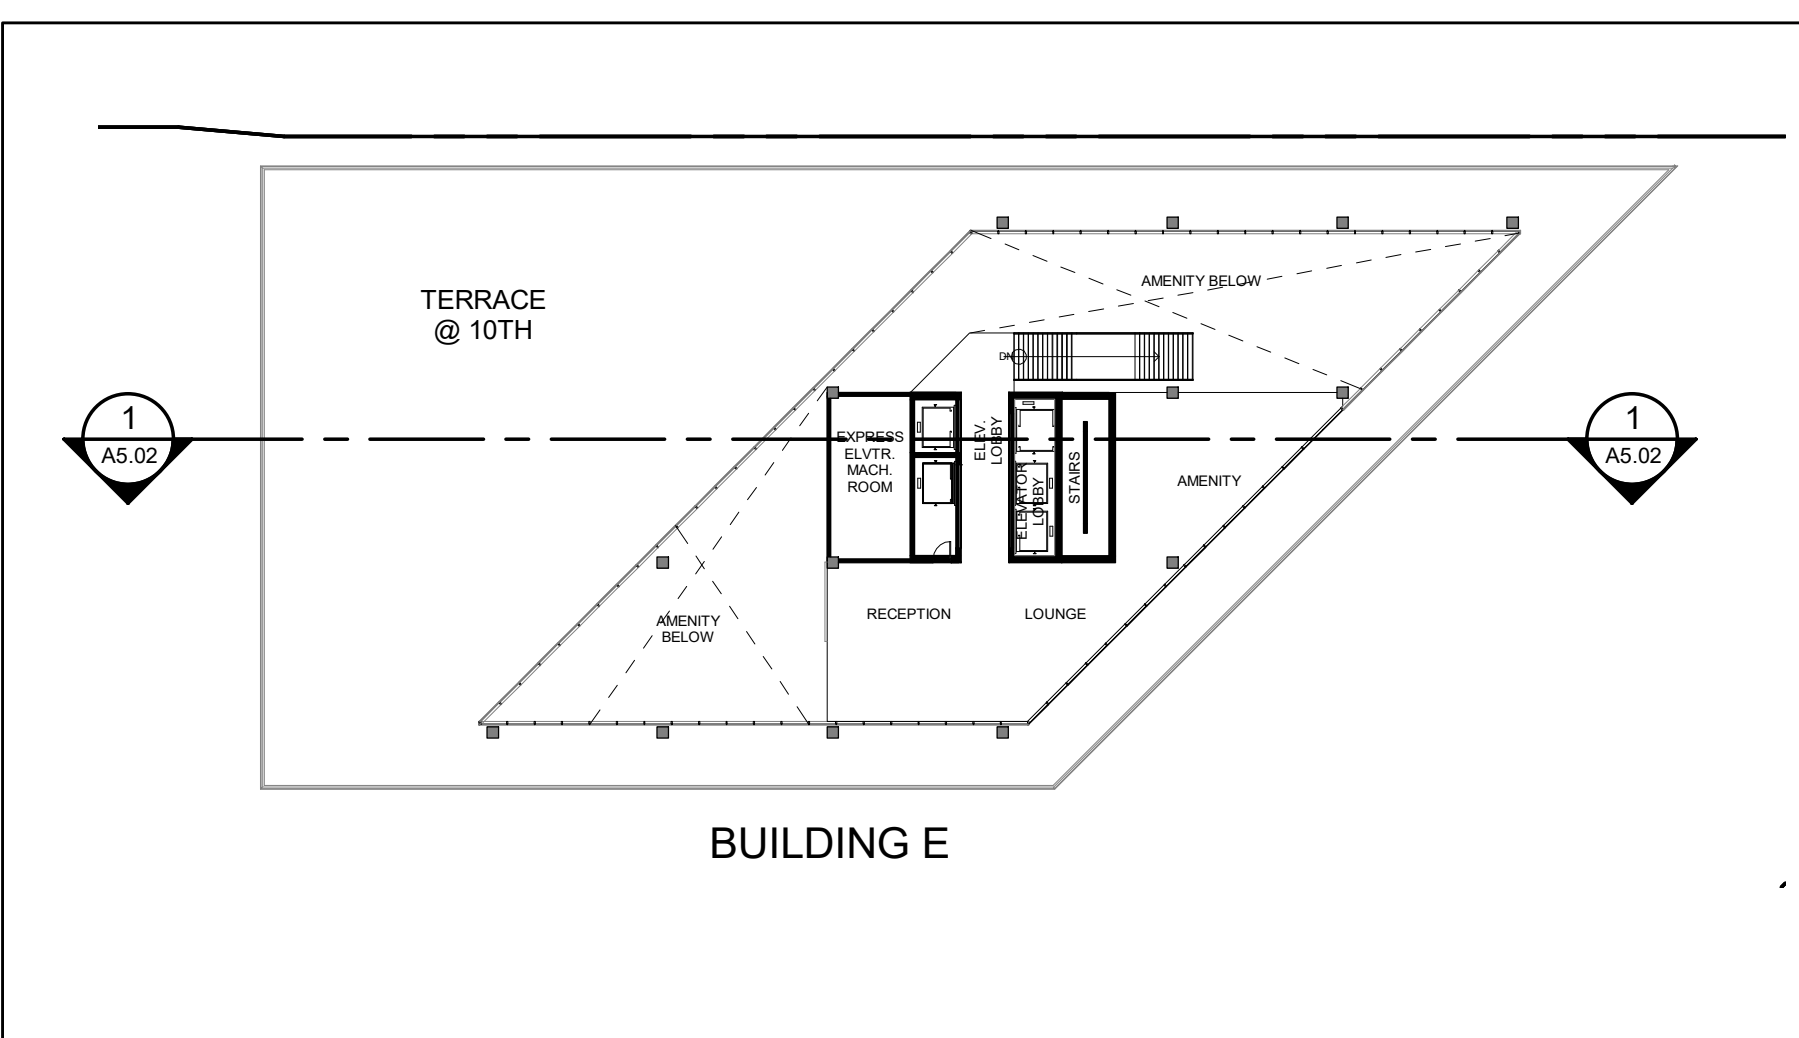 AMENITY BELOW
TERRACE
@ 10TH
DN
1
A5.02
EXPRESS
ELVTR.
MACH.
ROOM
ELEV.
LOBBY
ELEVATOR
LOBBY
STAIRS
AMENITY
1
A5.02
AMENITY
BELOW
RECEPTION
LOUNGE
BUILDING E